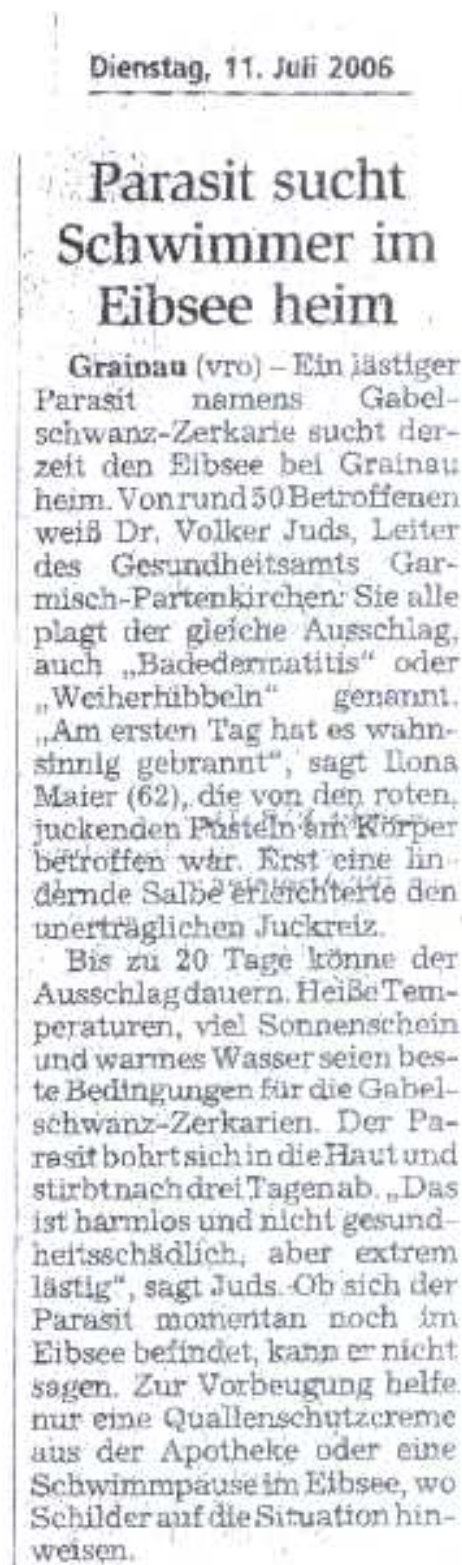 Dienstag, 11. Juli 2006
Parasit sucht
Schwimmer im
Eibsee heim
Grainau (vro) – Ein lästiger
Parasit namens Gabel-
schwanz-Zerkarie sucht der-
zeit den Eibsee bei Grainau
heim. Von rund 50 Betroffenen
weiß Dr. Volker Juds, Leiter
des Gesundheitsamts Gar-
misch-Partenkirchen: Sie alle
plagt der gleiche Ausschlag,
auch „Badedermatitis“ oder
„Weiherhibbeln“ genannt.
„Am ersten Tag hat es wahn-
sinnig gebrannt“, sagt Ilona
Maier (62), die von den roten,
juckenden Pusteln am Körper
betroffen war. Erst eine lin-
dernde Salbe erleichterte den
unerträglichen Juckreiz.
Bis zu 20 Tage könne der
Ausschlag dauern. Heiße Tem-
peraturen, viel Sonnenschein
und warmes Wasser seien bes-
te Bedingungen für die Gabel-
schwanz-Zerkarien. Der Pa-
rasit bohrt sich in die Haut und
stirbt nach drei Tagen ab. „Das
ist harmlos und nicht gesund-
heitsschädlich, aber extrem
lästig“, sagt Juds. Ob sich der
Parasit momentan noch im
Eibsee befindet, kann er nicht
sagen. Zur Vorbeugung helfe
nur eine Quallenschutzcreme
aus der Apotheke oder eine
Schwimmpause im Eibsee, wo
Schilder auf die Situation hin-
weisen.